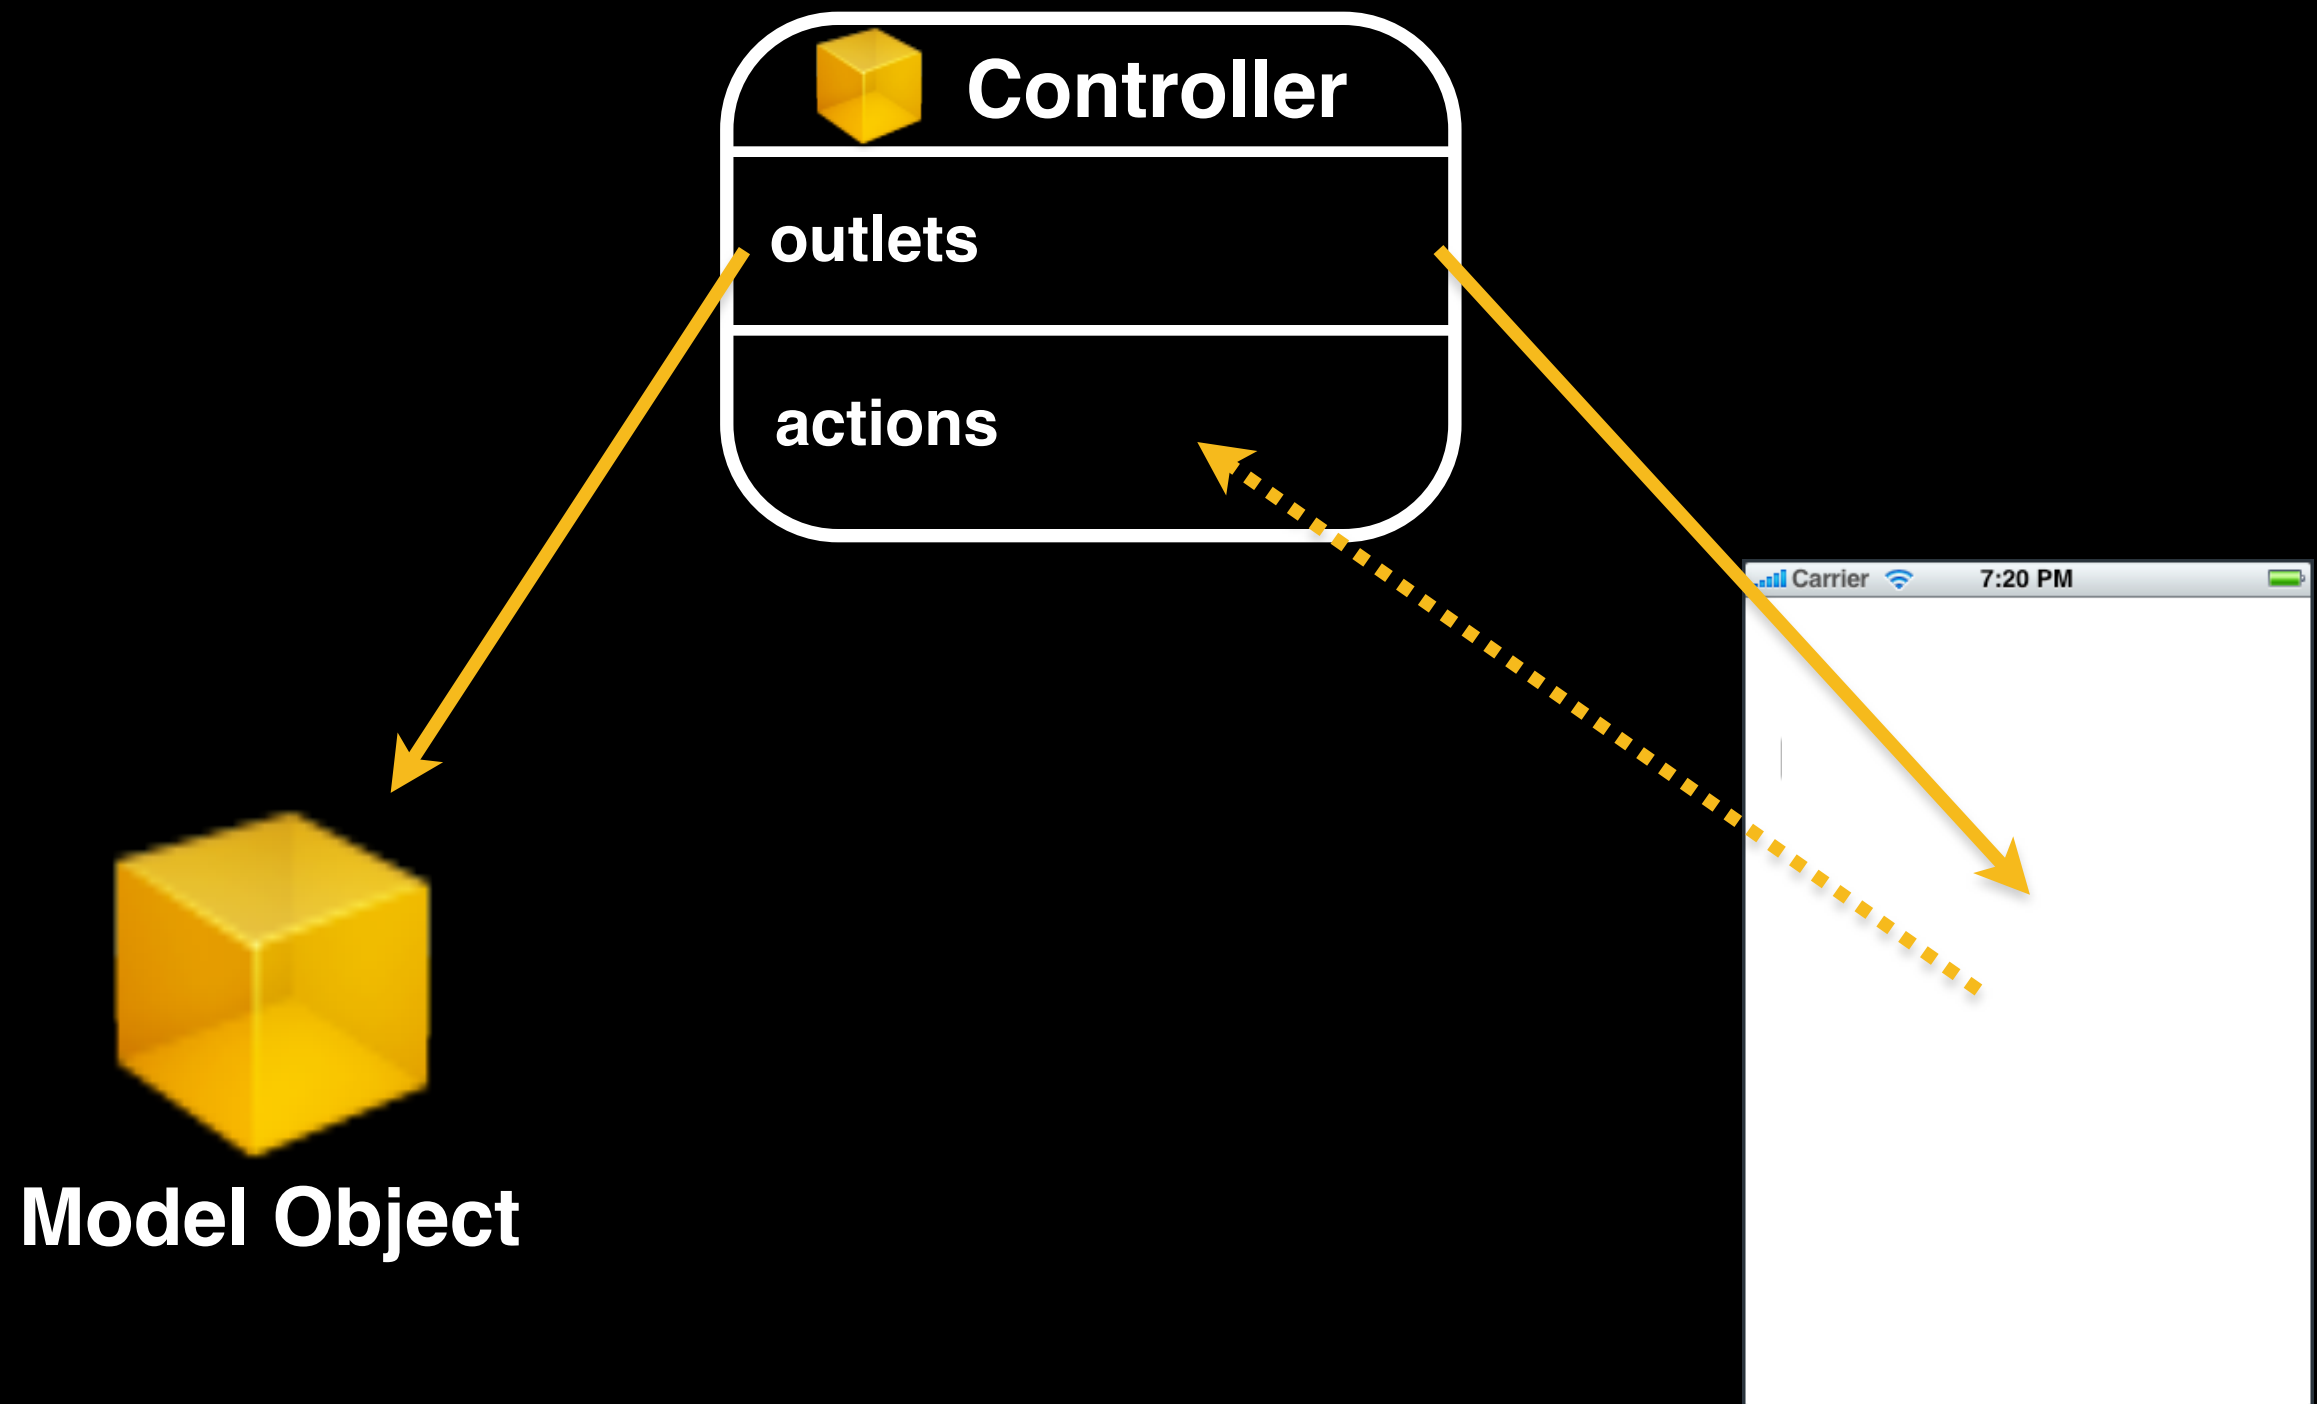 Controller
outlets
actions
Carrier 7:20 PM
Model Object